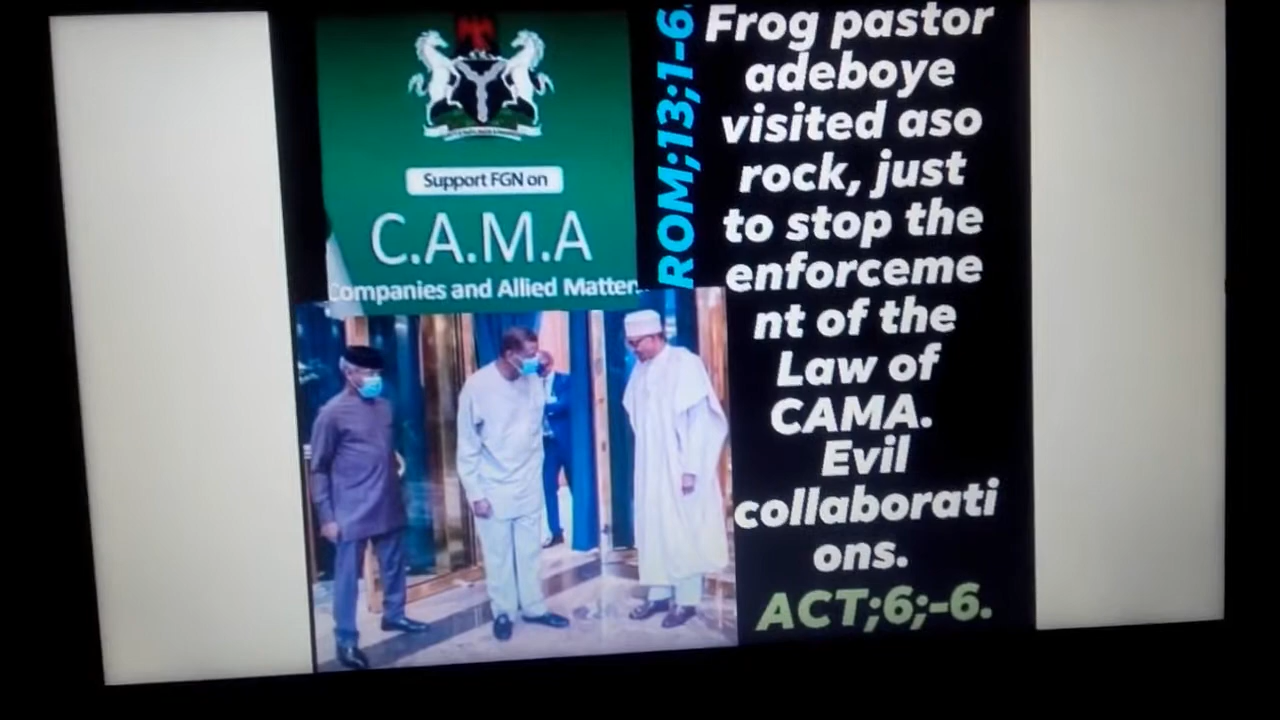 Support FGN on
C.A.M.A
Companies and Allied Matter...
ROM;13;1-6.
Frog pastor
adeboye
visited aso
rock, just
to stop the
enforceme
nt of the
Law of
CAMA.
Evil
collaborati
ons.
ACT;6;-6.